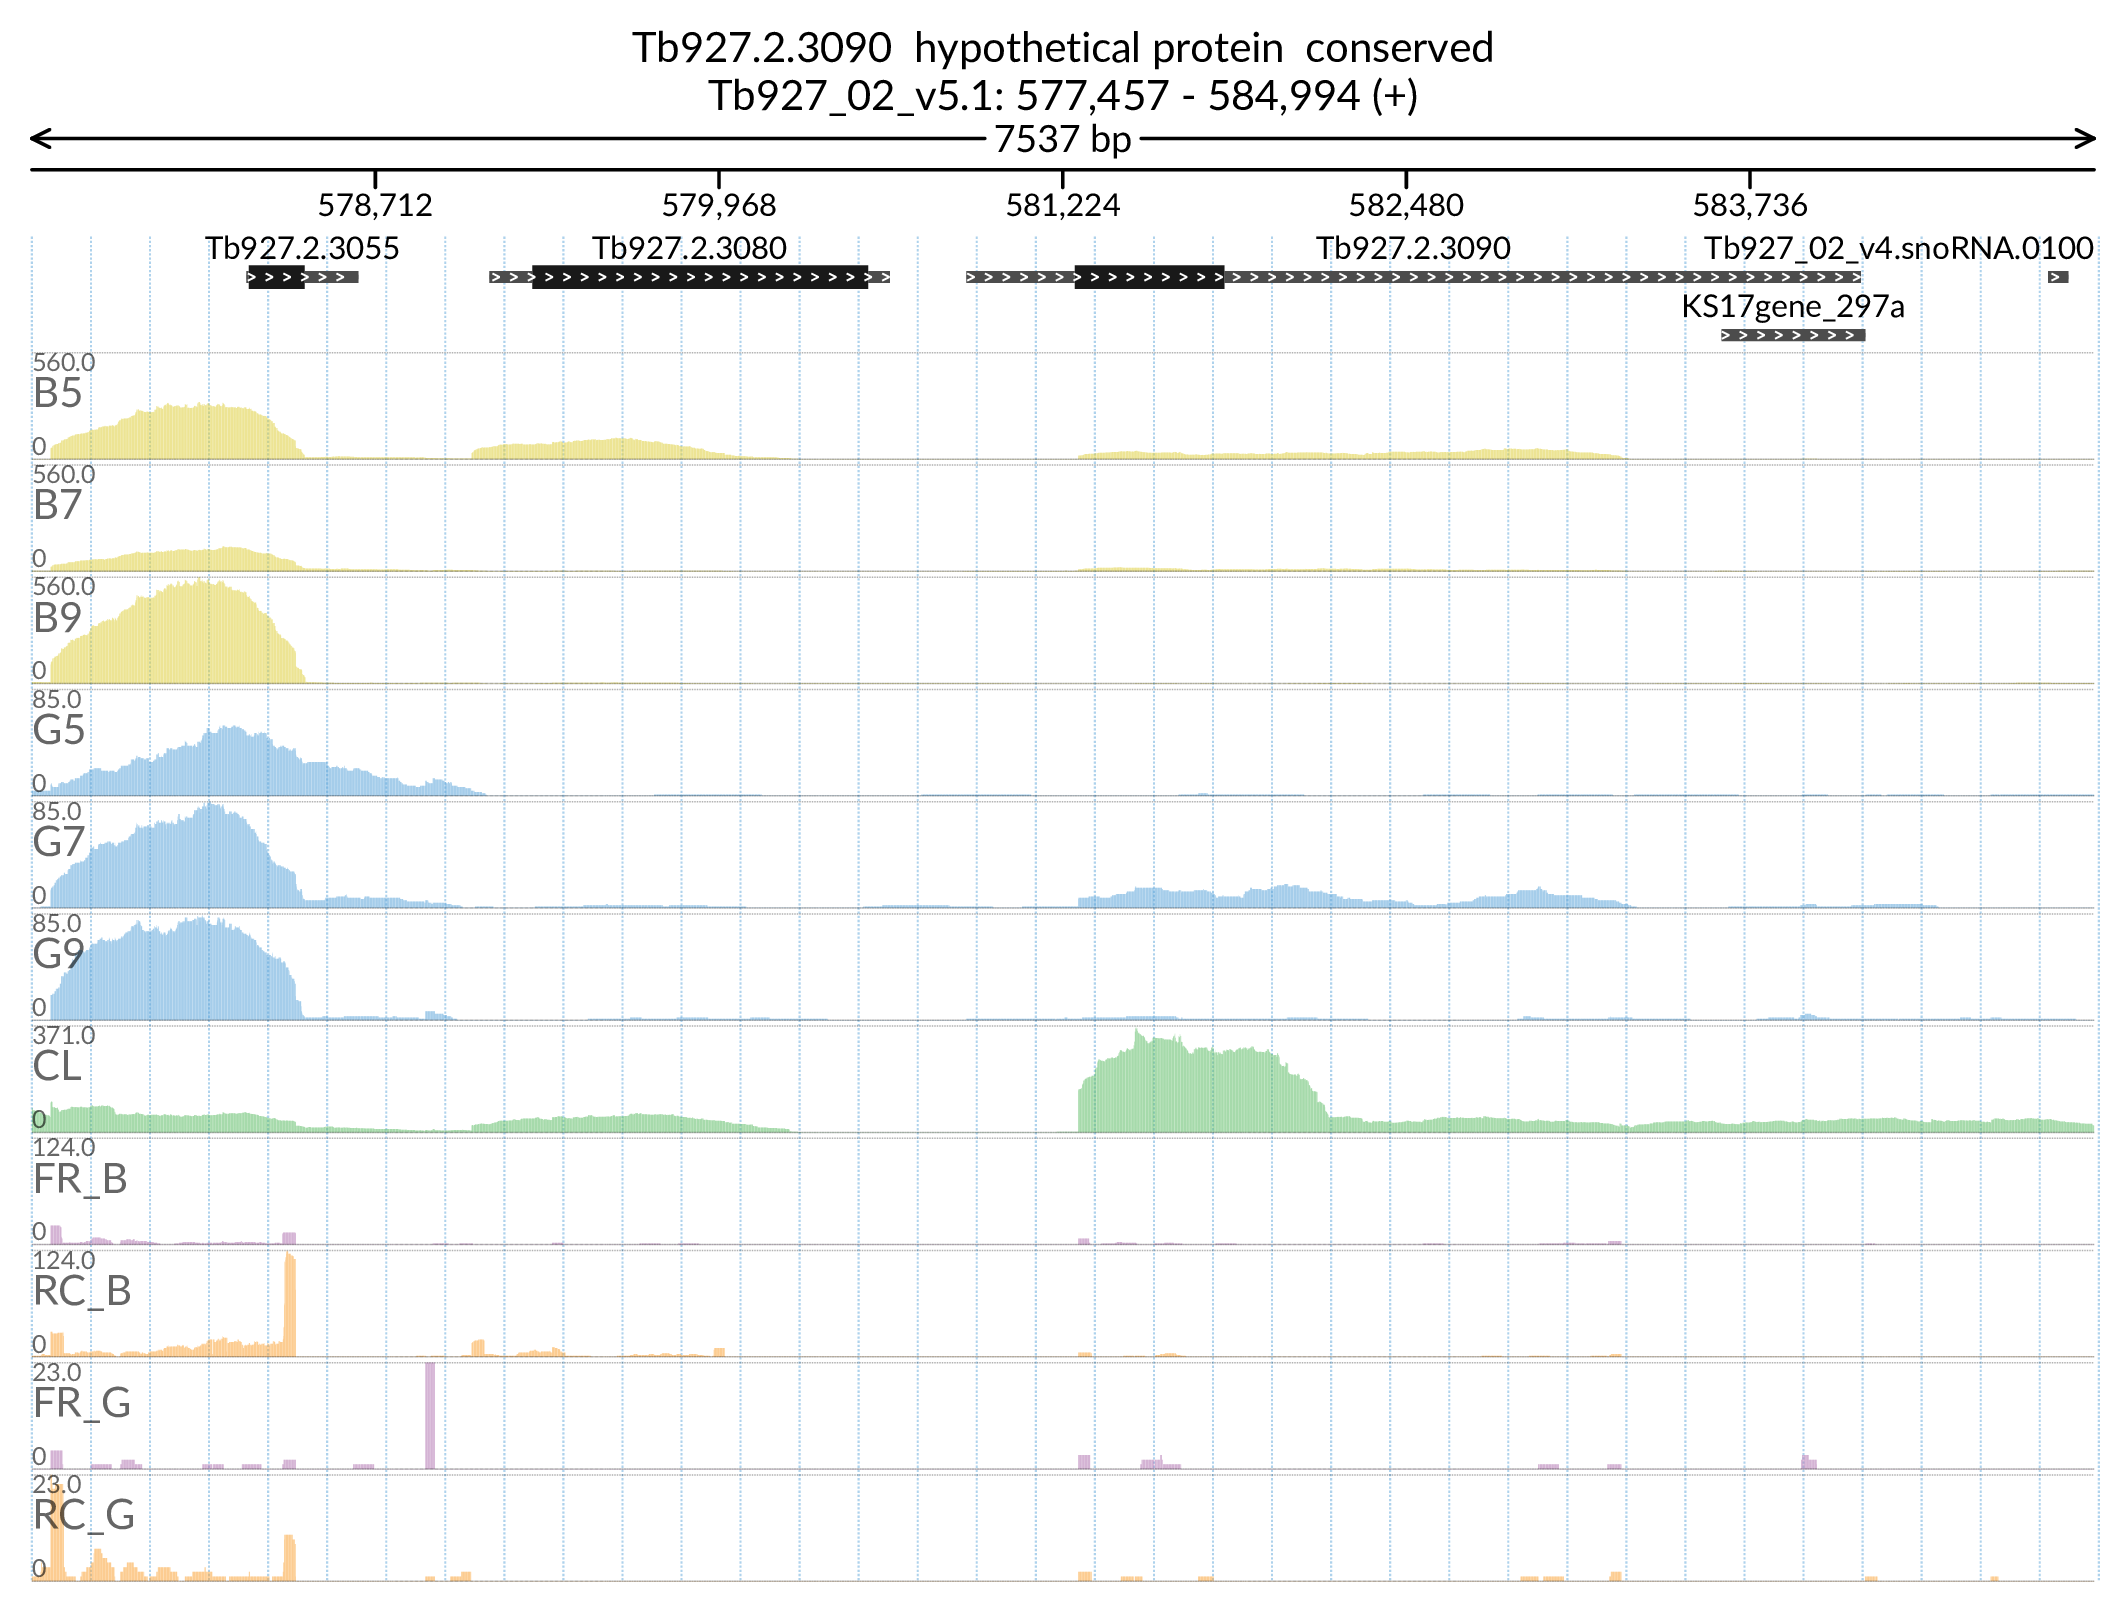 Tb927.2.3090 hypothetical protein conserved
Tb927_02_v5.1: 577,457 - 584,994 (+)
7537 bp
578,712 579,968 581,224 582,480 583,736
Tb927.2.3055 Tb927.2.3080 Tb927.2.3090 Tb927_02_v4.snoRNA.0100
KS17gene_297a
560.0
B5
0
560.0
B7
0
560.0
B9
0
85.0
G5
0
85.0
G7
0
85.0
G9
0
371.0
CL
0
124.0
FR_B
0
124.0
RC_B
0
23.0
FR_G
0
23.0
RC_G
0